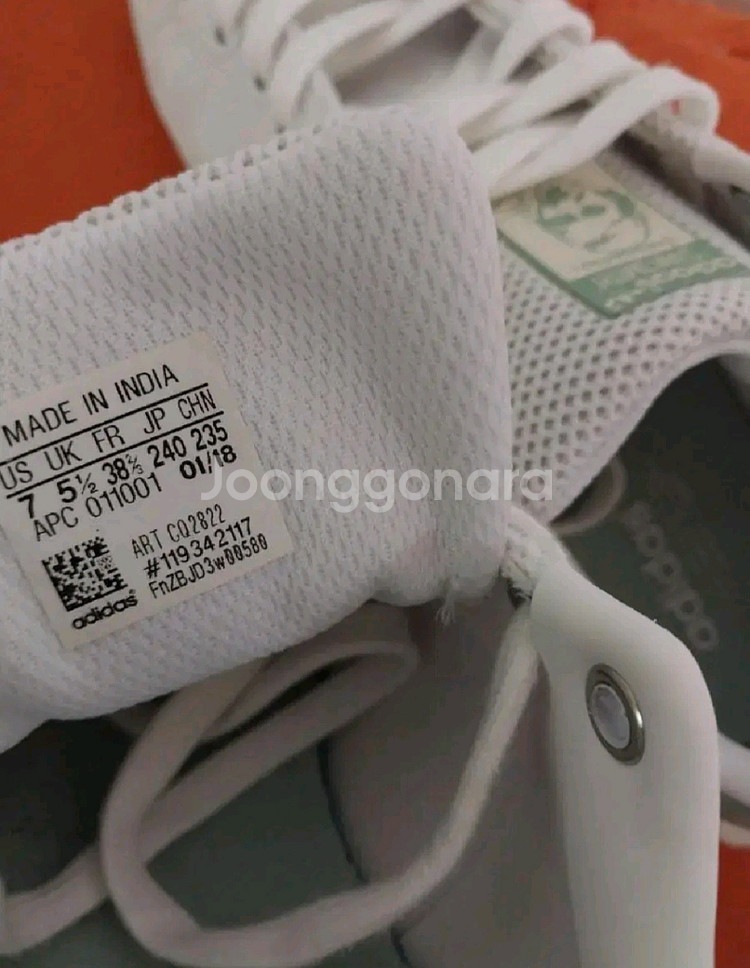 MADE IN INDIA
US UK FR JP CHN
7 5½ 38⅔ 240 235
APC 011001 01/18
ART CQ2822
#119342117
FnZBJD3w00580
adidas
Joonggonara
adidas